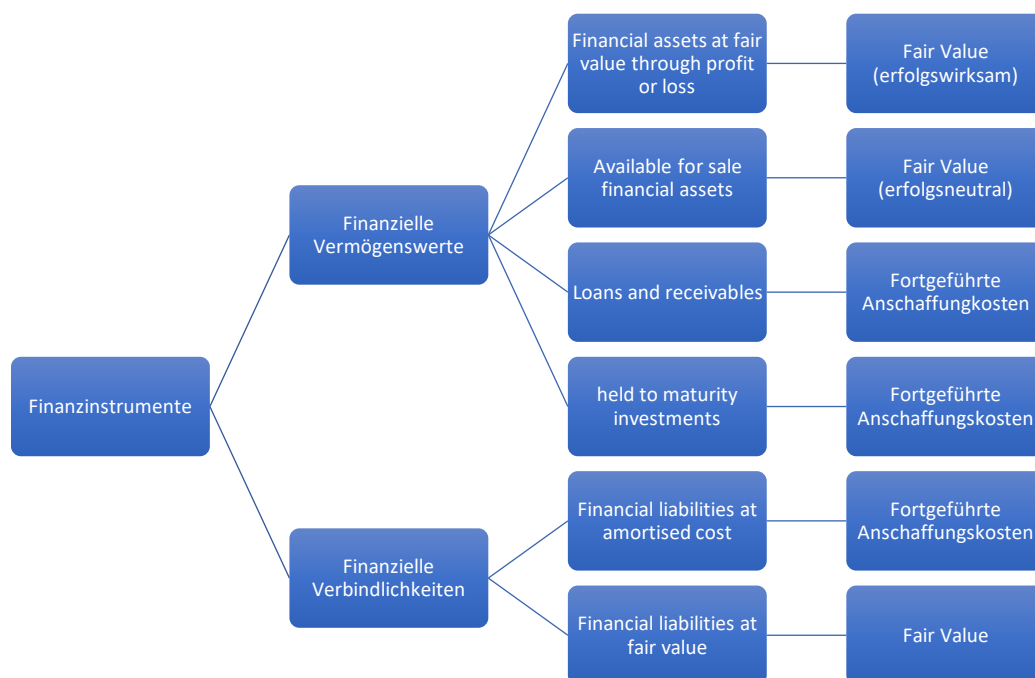 Financial assets at fair
value through profit
or loss
Fair Value
(erfolgswirksam)
Available for sale
financial assets
Fair Value
(erfolgsneutral)
Finanzielle
Vermögenswerte
Loans and receivables
Fortgeführte
Anschaffungkosten
Finanzinstrumente
held to maturity
investments
Fortgeführte
Anschaffungskosten
Financial liabilities at
amortised cost
Fortgeführte
Anschaffungskosten
Finanzielle
Verbindlichkeiten
Financial liabilities at
fair value
Fair Value